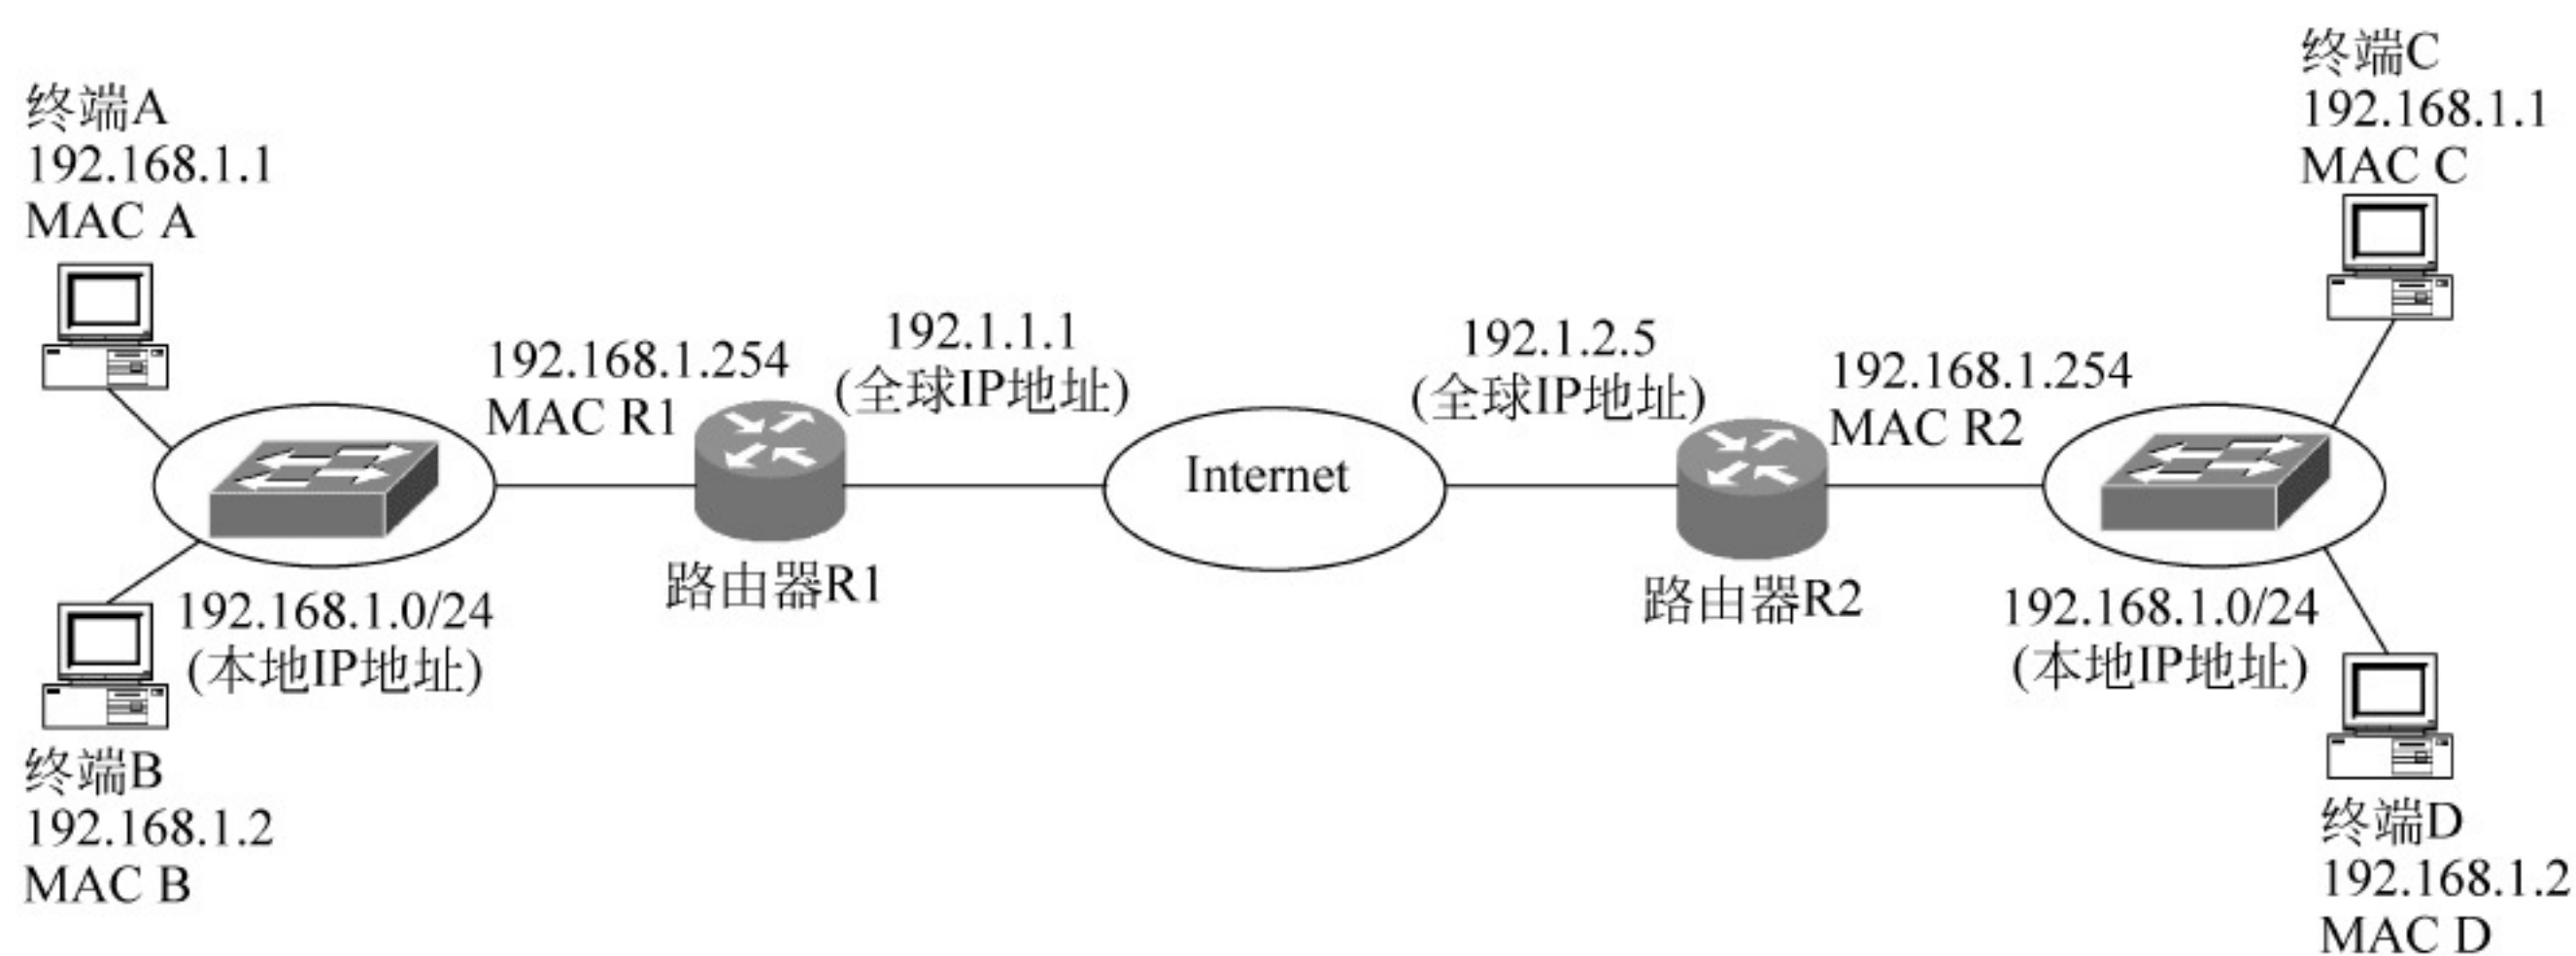 终端A
192.168.1.1
MAC A
终端C
192.168.1.1
MAC C
192.168.1.254
MAC R1
192.1.1.1
(全球IP地址)
Internet
192.1.2.5
(全球IP地址)
192.168.1.254
MAC R2
192.168.1.0/24
(本地IP地址)
路由器R1
路由器R2
192.168.1.0/24
(本地IP地址)
终端B
192.168.1.2
MAC B
终端D
192.168.1.2
MAC D